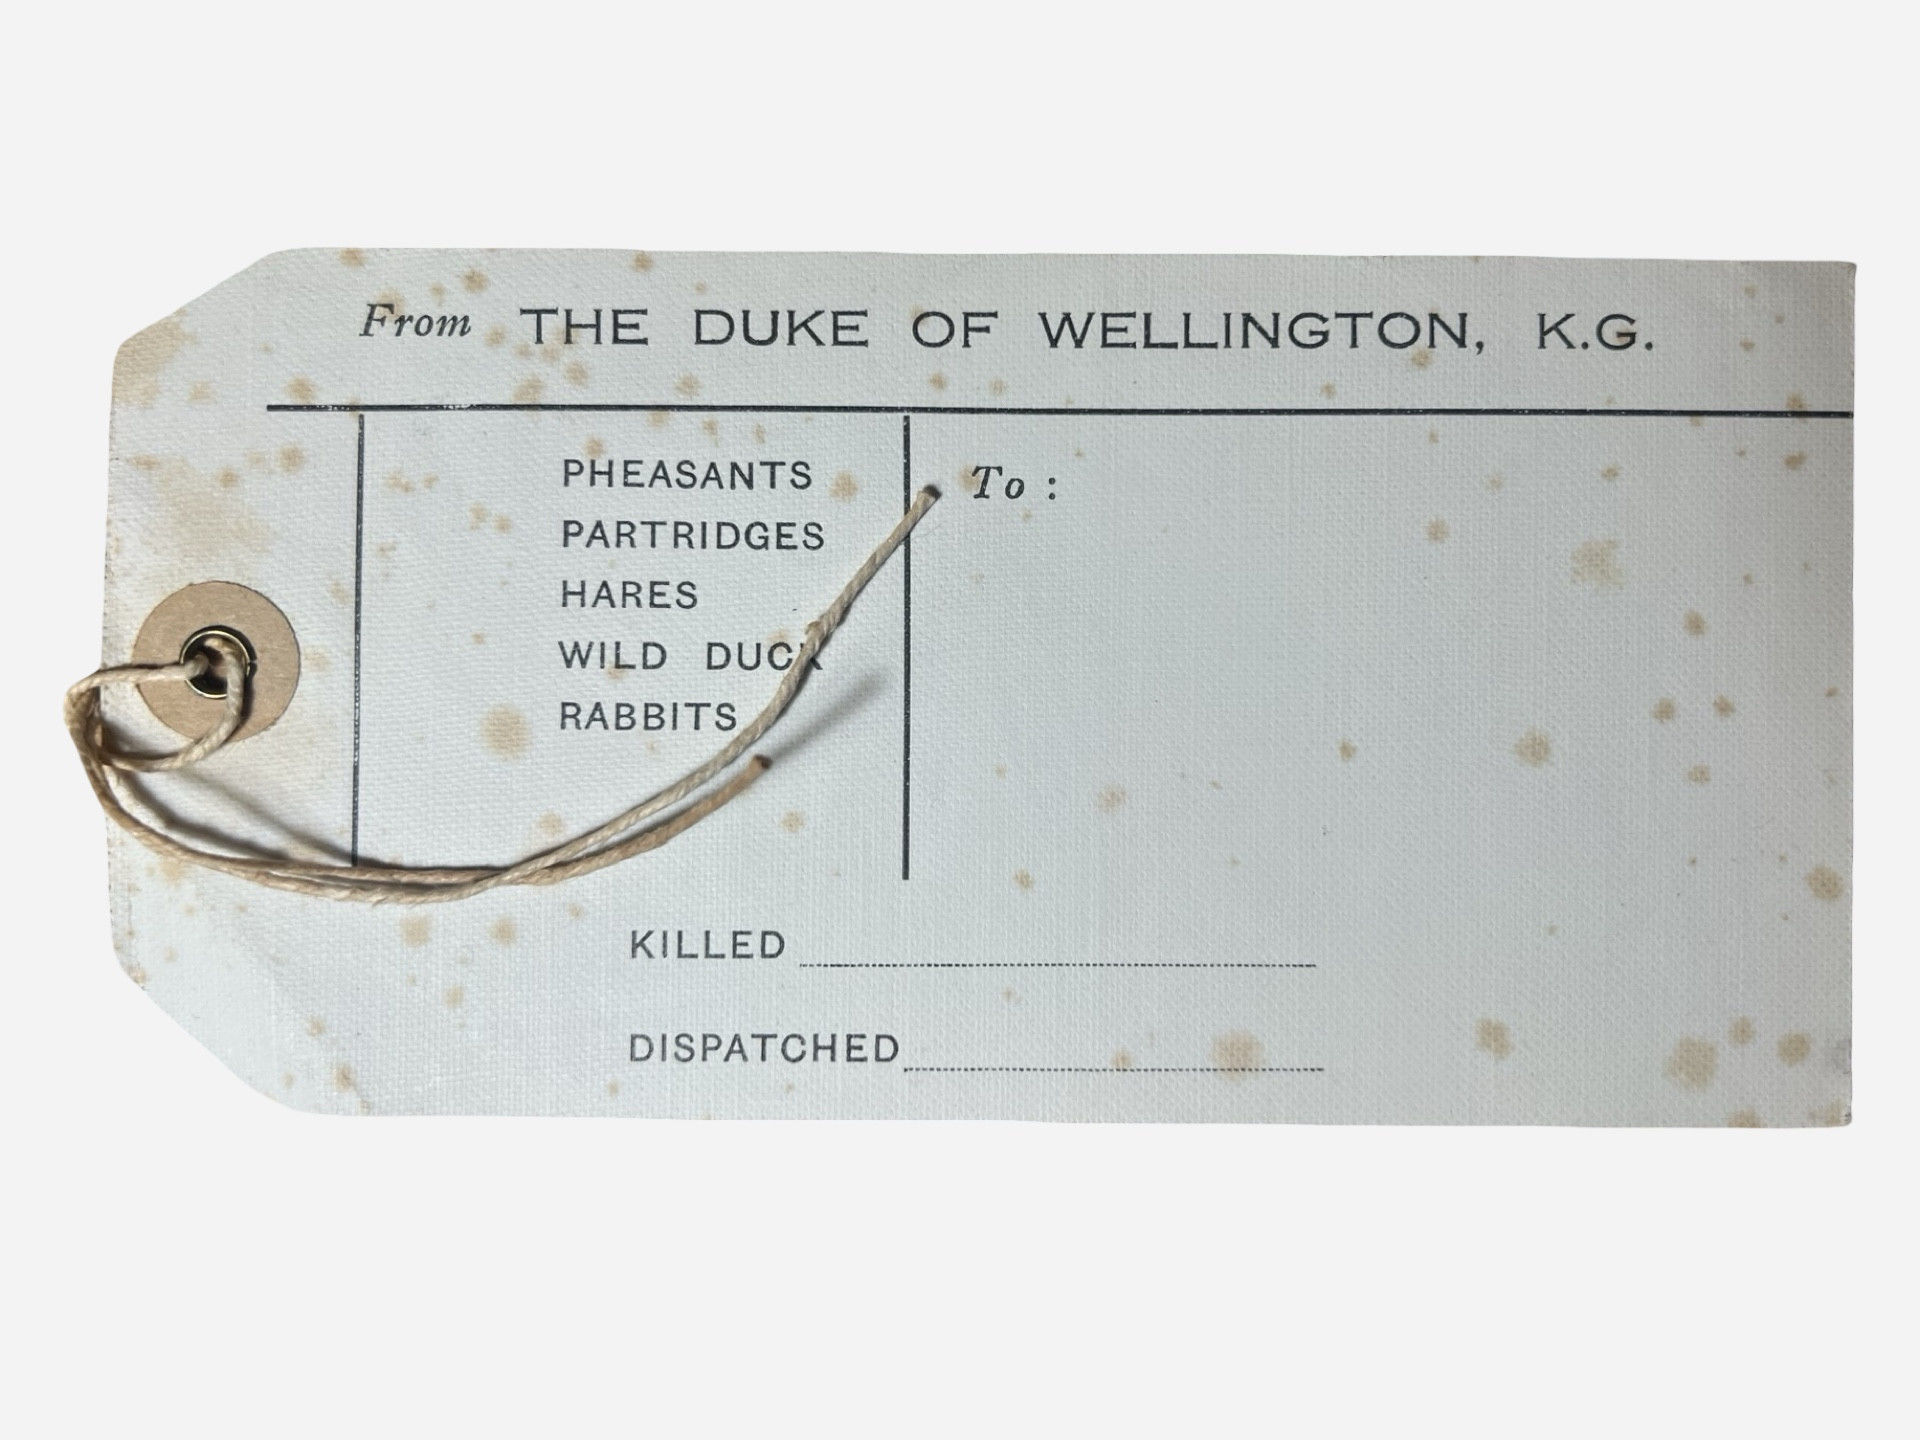 From THE DUKE OF WELLINGTON, K.G.
PHEASANTS
PARTRIDGES
HARES
WILD DUCK
RABBITS
To :
KILLED
DISPATCHED